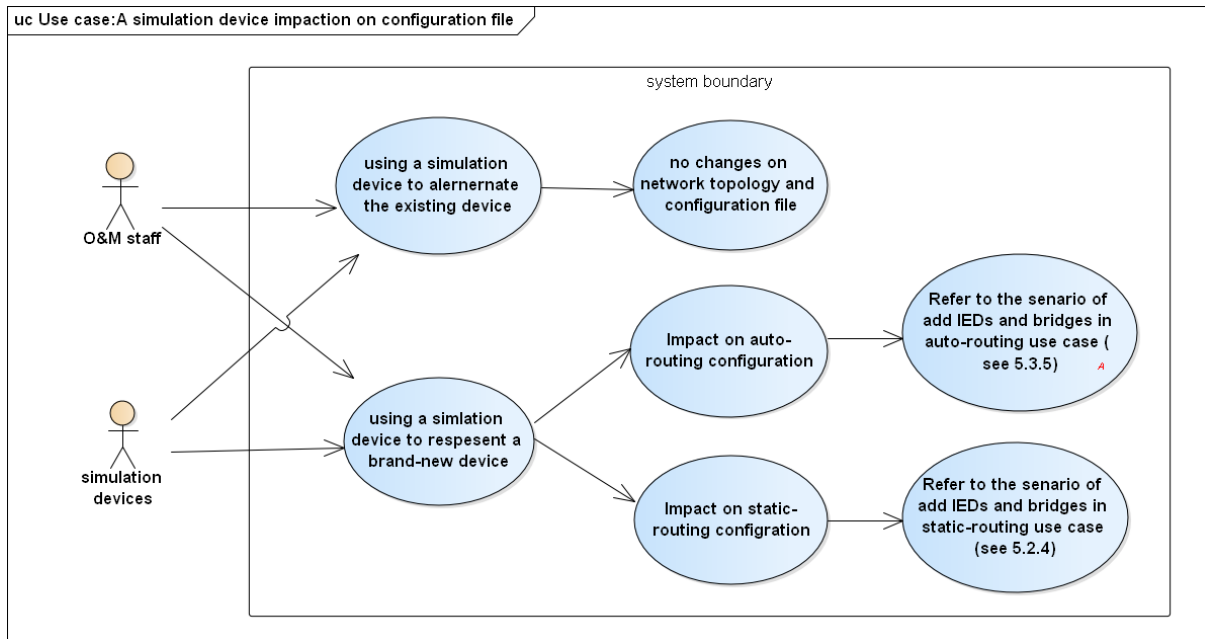 uc Use case:A simulation device impaction on configuration file
system boundary
using a simulation
device to alernernate
the existing device
no changes on
network topology and
configuration file
O&M staff
Refer to the senario of
add IEDs and bridges in
auto-routing use case (
see 5.3.5)
A
Impact on auto-
routing configuration
using a simlation
device to respesent a
brand-new device
simulation
devices
Impact on static-
routing configration
Refer to the senario of
add IEDs and bridges in
static-routing use case
(see 5.2.4)